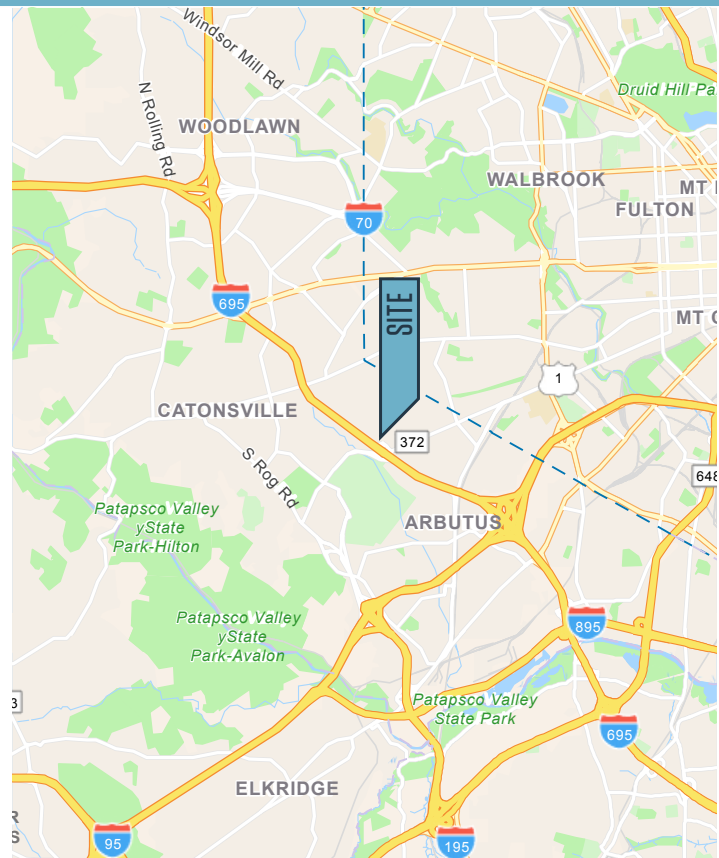 Windsor Mill Rd
N Rolling Rd
Druid Hill Pa
WOODLAWN
WALBROOK
MT
FULTON
70
695
SITE
MT
1
CATONSVILLE
372
S Rog Rd
648
Patapsco Valley
yState
Park-Hilton
ARBUTUS
Patapsco Valley
yState
Park-Avalon
895
Patapsco Valley
State Park
3
695
ELKRIDGE
R
S
95
195